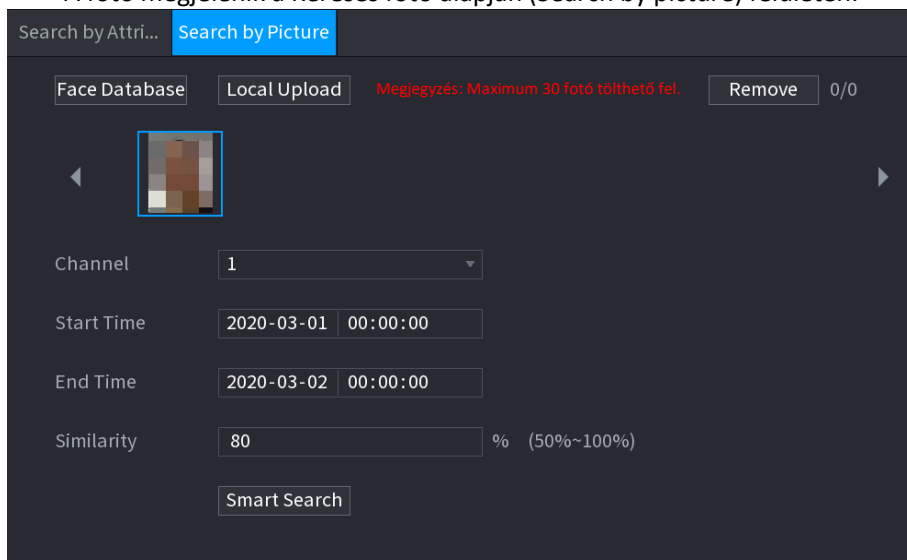 A fotó megjelenik a Keresés fotó alapján (Search by picture) felületen.
Search by Attri... Search by Picture
Face Database Local Upload Megjegyzés: Maximum 30 fotó tölthető fel. Remove 0/0
Channel 1
Start Time 2020-03-01 00:00:00
End Time 2020-03-02 00:00:00
Similarity 80 % (50%~100%)
Smart Search